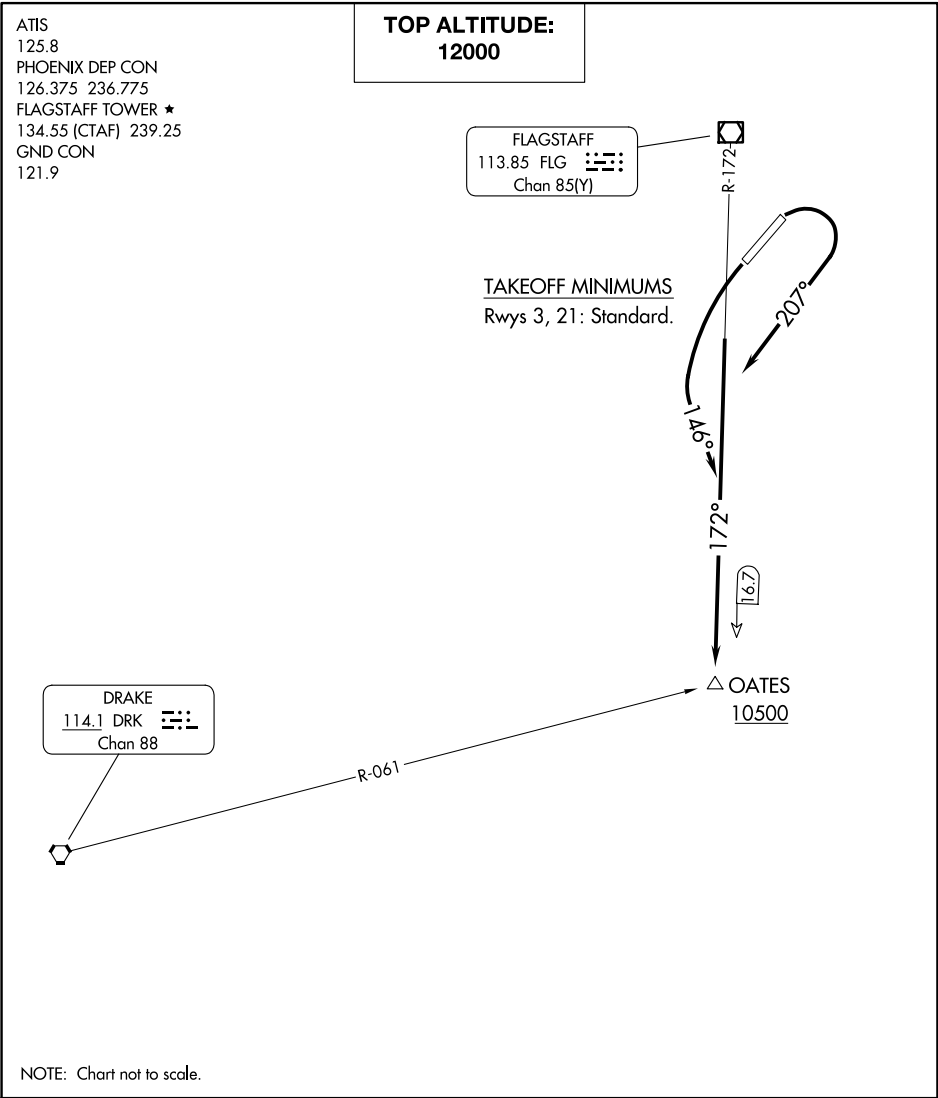 ATIS
125.8
PHOENIX DEP CON
126.375 236.775
FLAGSTAFF TOWER ★
134.55 (CTAF) 239.25
GND CON
121.9
TOP ALTITUDE:
12000
FLAGSTAFF
113.85 FLG
Chan 85(Y)
R-172
TAKEOFF MINIMUMS
Rwys 3, 21: Standard.
207°
146°
172°
16.7
OATES
10500
DRAKE
114.1 DRK
Chan 88
R-061
NOTE: Chart not to scale.